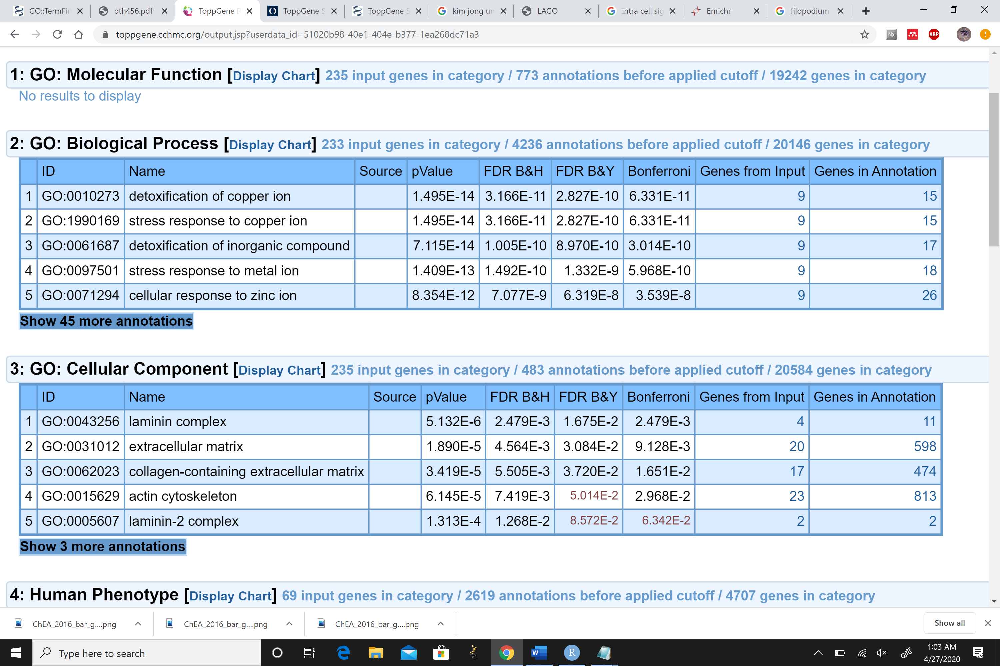 GO::TermFin
bth456.pdf
ToppGene R
ToppGene S
ToppGene S
kim jong un
LAGO
intra cell sig
Enrichr
filopodium
toppgene.cchmc.org/output.jsp?userdata_id=51020b98-40e1-404e-b377-1ea268dc71a3
Nx
ABP
1: GO: Molecular Function [Display Chart] 235 input genes in category / 773 annotations before applied cutoff / 19242 genes in category
No results to display
2: GO: Biological Process [Display Chart] 233 input genes in category / 4236 annotations before applied cutoff / 20146 genes in category
ID Name Source pValue FDR B&H FDR B&Y Bonferroni Genes from Input Genes in Annotation
1 GO:0010273 detoxification of copper ion 1.495E-14 3.166E-11 2.827E-10 6.331E-11 9 15
2 GO:1990169 stress response to copper ion 1.495E-14 3.166E-11 2.827E-10 6.331E-11 9 15
3 GO:0061687 detoxification of inorganic compound 7.115E-14 1.005E-10 8.970E-10 3.014E-10 9 17
4 GO:0097501 stress response to metal ion 1.409E-13 1.492E-10 1.332E-9 5.968E-10 9 18
5 GO:0071294 cellular response to zinc ion 8.354E-12 7.077E-9 6.319E-8 3.539E-8 9 26
Show 45 more annotations
3: GO: Cellular Component [Display Chart] 235 input genes in category / 483 annotations before applied cutoff / 20584 genes in category
ID Name Source pValue FDR B&H FDR B&Y Bonferroni Genes from Input Genes in Annotation
1 GO:0043256 laminin complex 5.132E-6 2.479E-3 1.675E-2 2.479E-3 4 11
2 GO:0031012 extracellular matrix 1.890E-5 4.564E-3 3.084E-2 9.128E-3 20 598
3 GO:0062023 collagen-containing extracellular matrix 3.419E-5 5.505E-3 3.720E-2 1.651E-2 17 474
4 GO:0015629 actin cytoskeleton 6.145E-5 7.419E-3 5.014E-2 2.968E-2 23 813
5 GO:0005607 laminin-2 complex 1.313E-4 1.268E-2 8.572E-2 6.342E-2 2 2
Show 3 more annotations
4: Human Phenotype [Display Chart] 69 input genes in category / 2619 annotations before applied cutoff / 4707 genes in category
ChEA_2016_bar_g....png
ChEA_2016_bar_g....png
ChEA_2016_bar_g....png
Show all
Type here to search
1:03 AM
4/27/2020